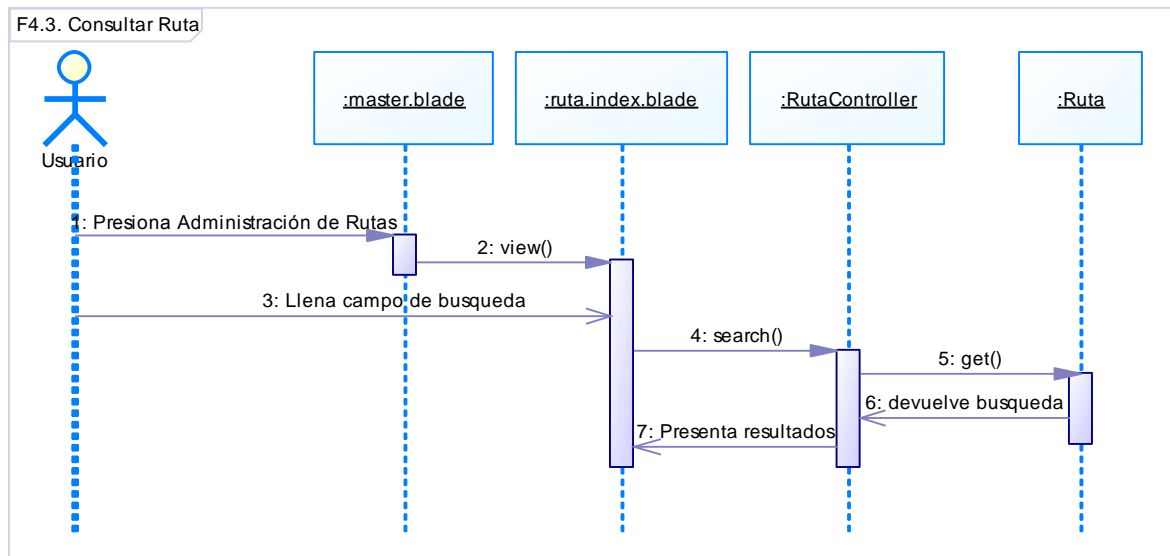 F4.3. Consultar Ruta
:master.blade
:ruta.index.blade
:RutaController
:Ruta
Usuario
1: Presiona Administración de Rutas
2: view()
3: Llena campo de busqueda
4: search()
5: get()
6: devuelve busqueda
7: Presenta resultados